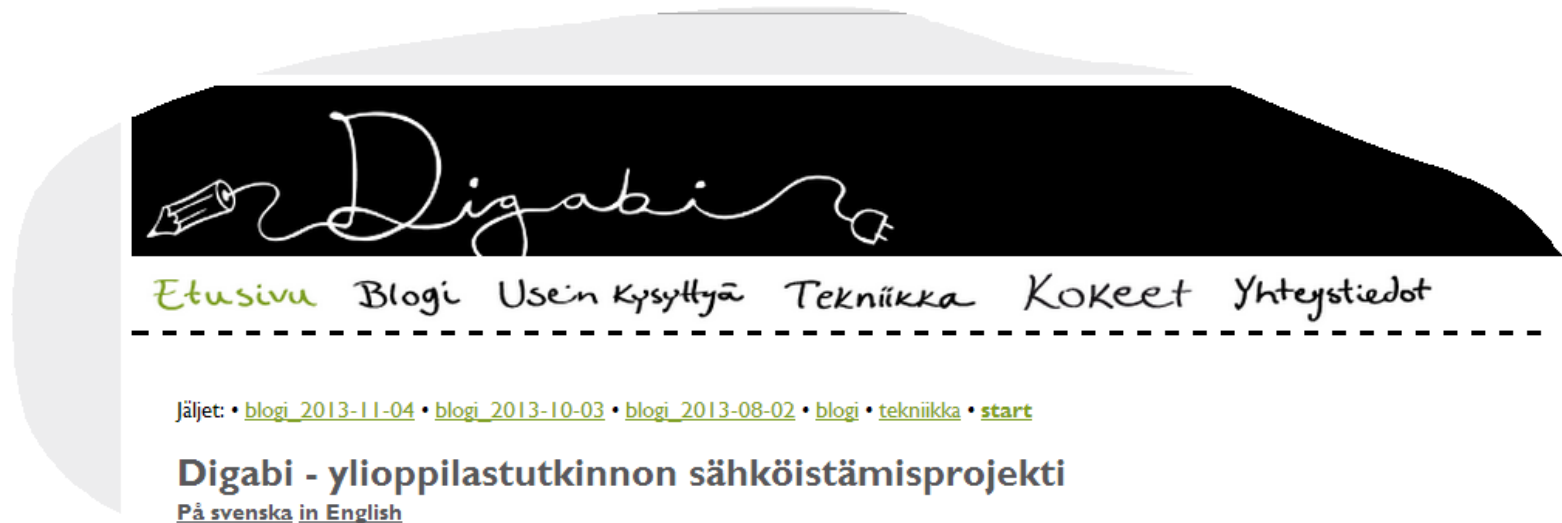 Digabi
Etusivu Blogi Usein kysyttyä Tekniikka Kokeet Yhteystiedot
Jäljet: • blogi_2013-11-04 • blogi_2013-10-03 • blogi_2013-08-02 • blogi • tekniikka • start
Digabi - ylioppilastutkinnon sähköistämisprojekti
På svenska in English